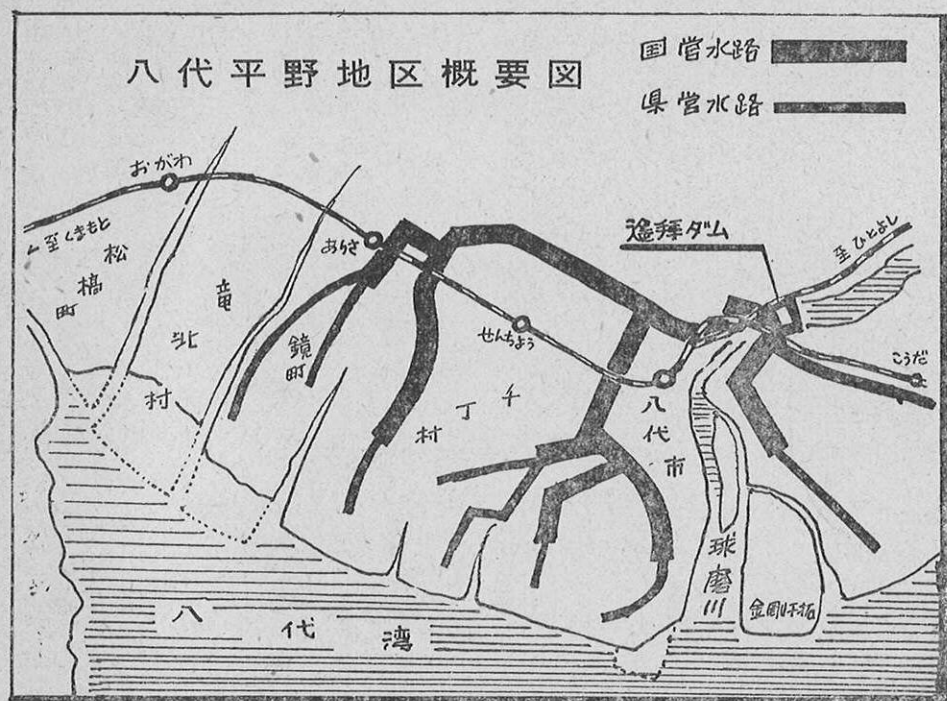 八代平野地区概要図
国営水路
県営水路
おがわ
至くまもと
ありさ
遙拝ダム
至ひとよし
松橋町
竜北村
鏡町
せんちょう
こうだ
千丁村
八代市
球磨川
金剛干拓
八代湾